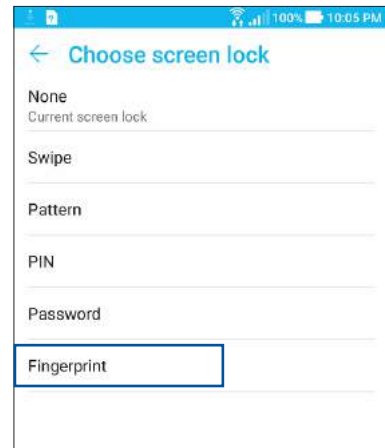 100% 10:05 PM
← Choose screen lock
None
Current screen lock
Swipe
Pattern
PIN
Password
Fingerprint